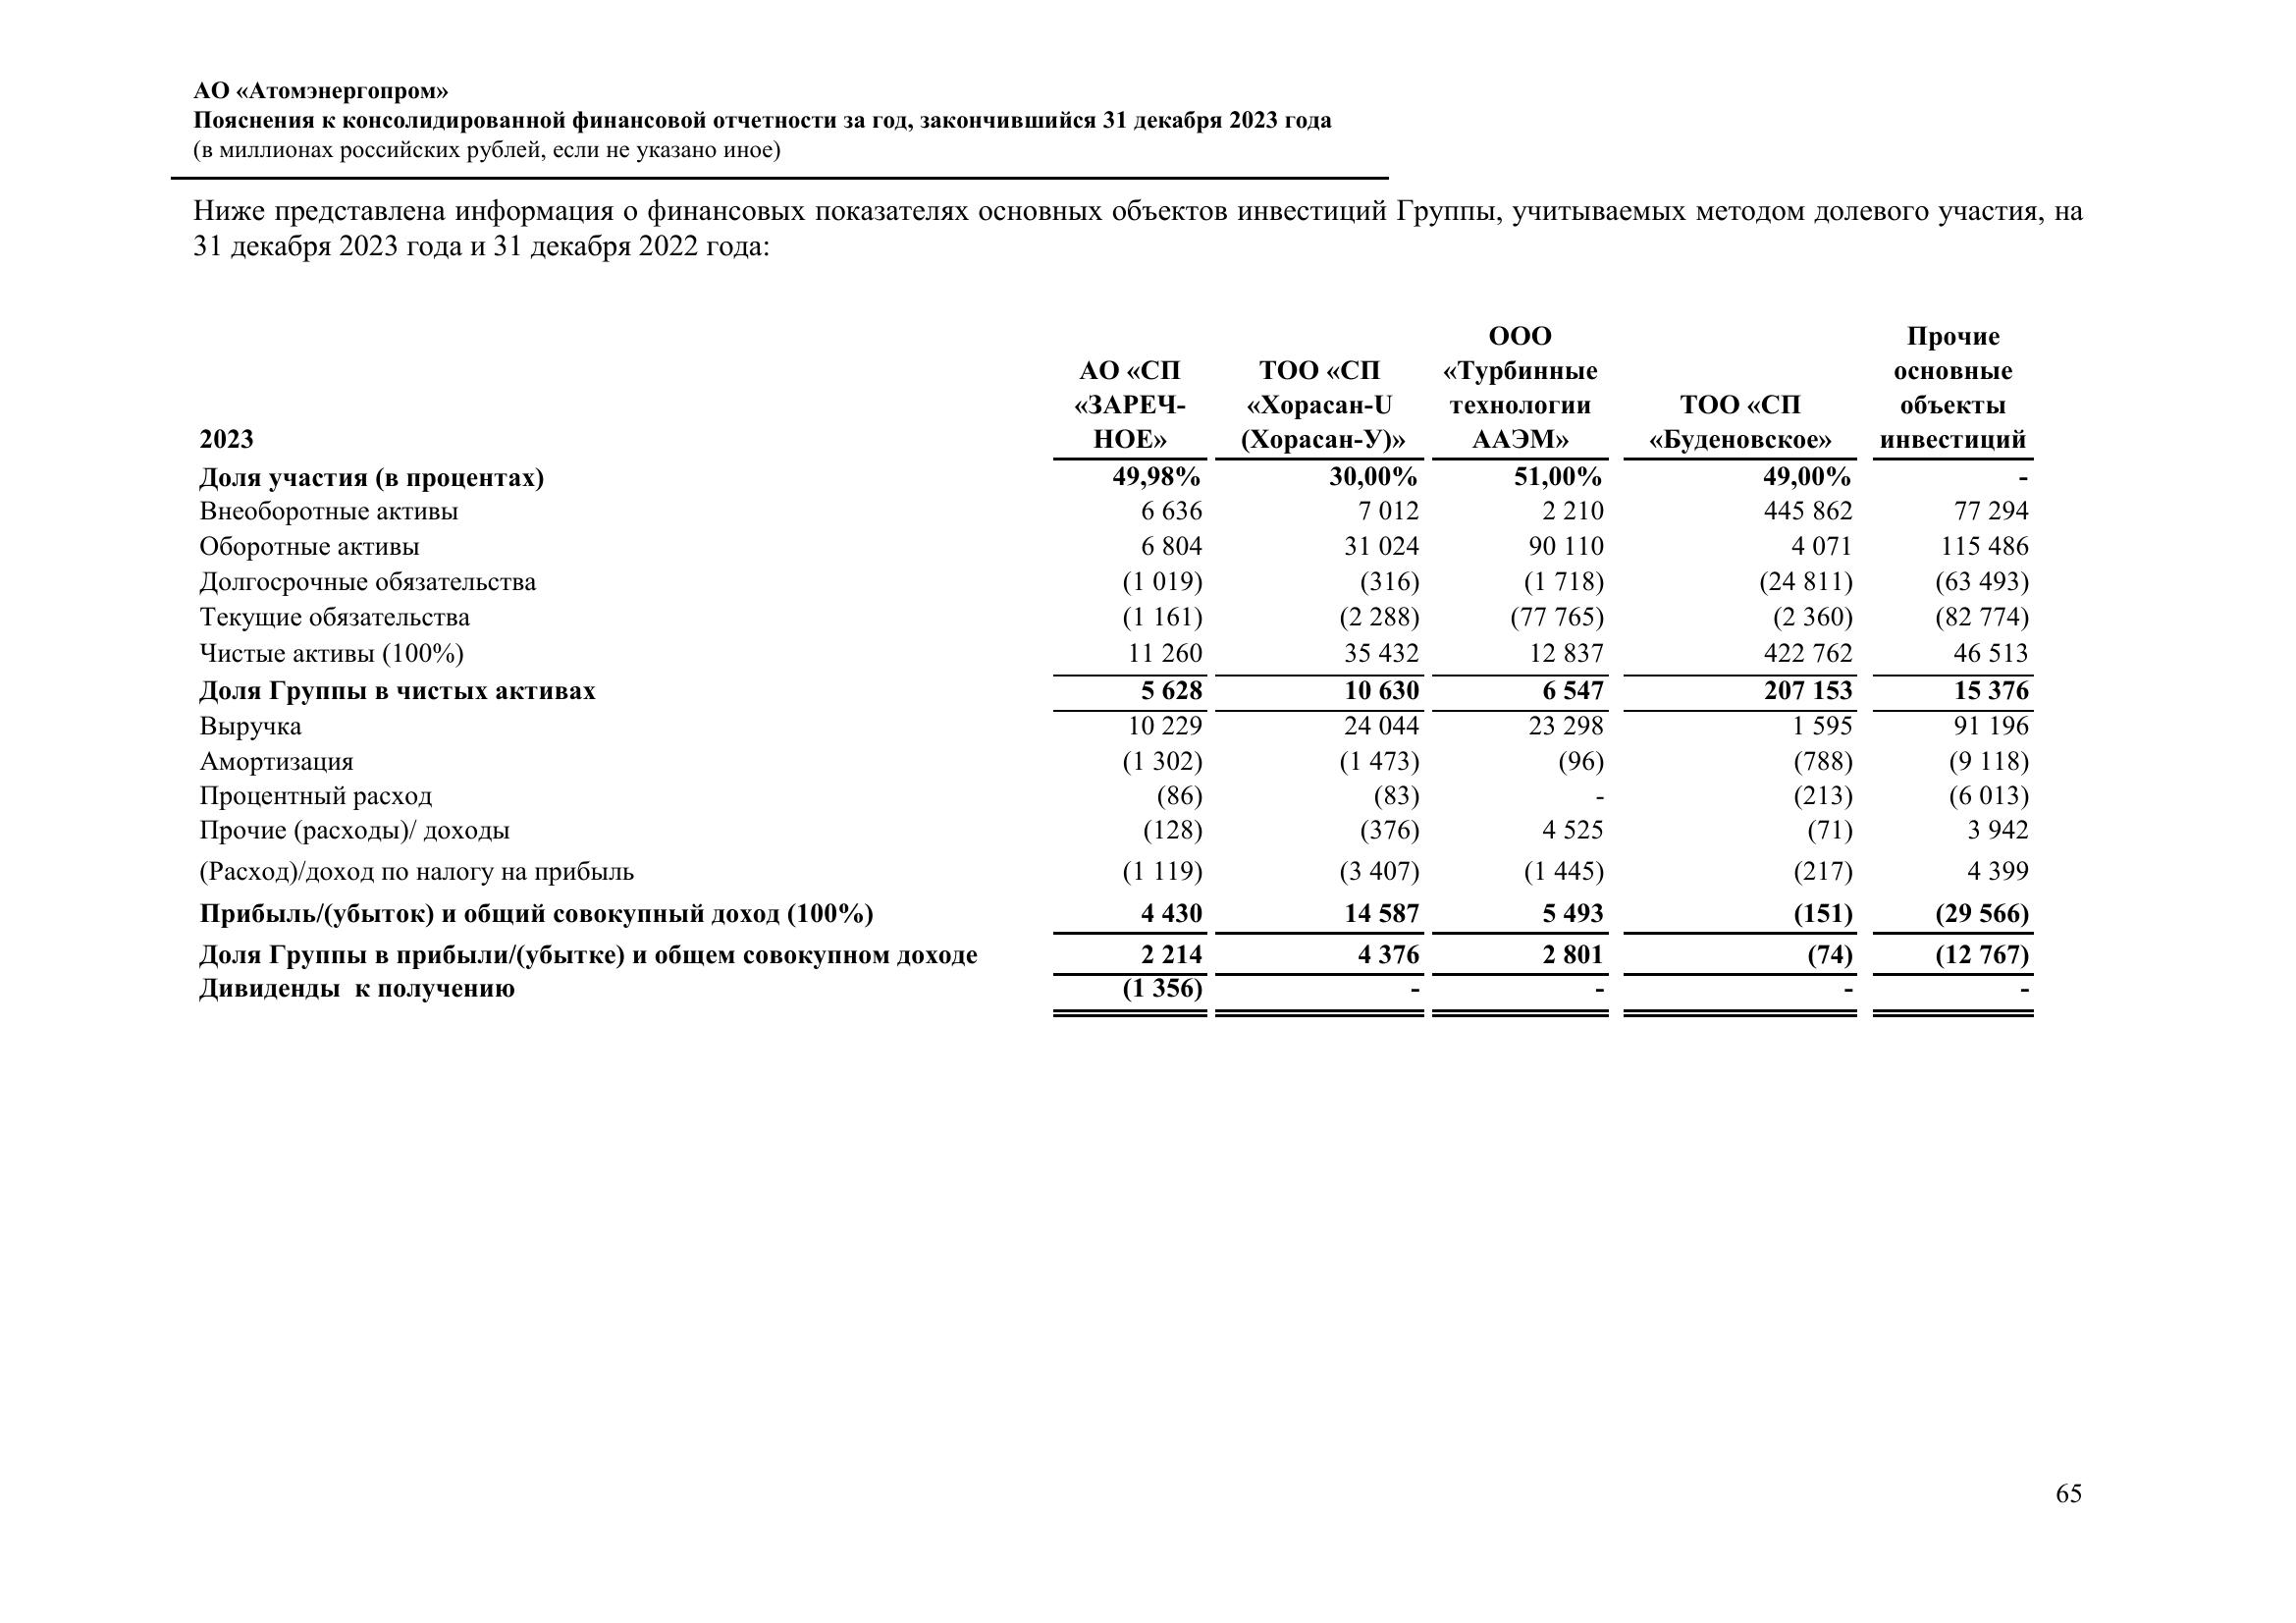 АО «Атомэнергопром»
Пояснения к консолидированной финансовой отчетности за год, закончившийся 31 декабря 2023 года
(в миллионах российских рублей, если не указано иное)
Ниже представлена информация о финансовых показателях основных объектов инвестиций Группы, учитываемых методом долевого участия, на
31 декабря 2023 года и 31 декабря 2022 года:
ООО Прочие
АО «СП ТОО «СП «Турбинные основные
«ЗАРЕЧ- «Хорасан-U технологии ТОО «СП объекты
2023 НОЕ» (Хорасан-У)» ААЭМ» «Буденовское» инвестиций
Доля участия (в процентах) 49,98% 30,00% 51,00% 49,00% -
Внеоборотные активы 6 636 7 012 2 210 445 862 77 294
Оборотные активы 6 804 31 024 90 110 4 071 115 486
Долгосрочные обязательства (1 019) (316) (1 718) (24 811) (63 493)
Текущие обязательства (1 161) (2 288) (77 765) (2 360) (82 774)
Чистые активы (100%) 11 260 35 432 12 837 422 762 46 513
Доля Группы в чистых активах 5 628 10 630 6 547 207 153 15 376
Выручка 10 229 24 044 23 298 1 595 91 196
Амортизация (1 302) (1 473) (96) (788) (9 118)
Процентный расход (86) (83) - (213) (6 013)
Прочие (расходы)/ доходы (128) (376) 4 525 (71) 3 942
(Расход)/доход по налогу на прибыль (1 119) (3 407) (1 445) (217) 4 399
Прибыль/(убыток) и общий совокупный доход (100%) 4 430 14 587 5 493 (151) (29 566)
Доля Группы в прибыли/(убытке) и общем совокупном доходе 2 214 4 376 2 801 (74) (12 767)
Дивиденды к получению (1 356) - - - -
65